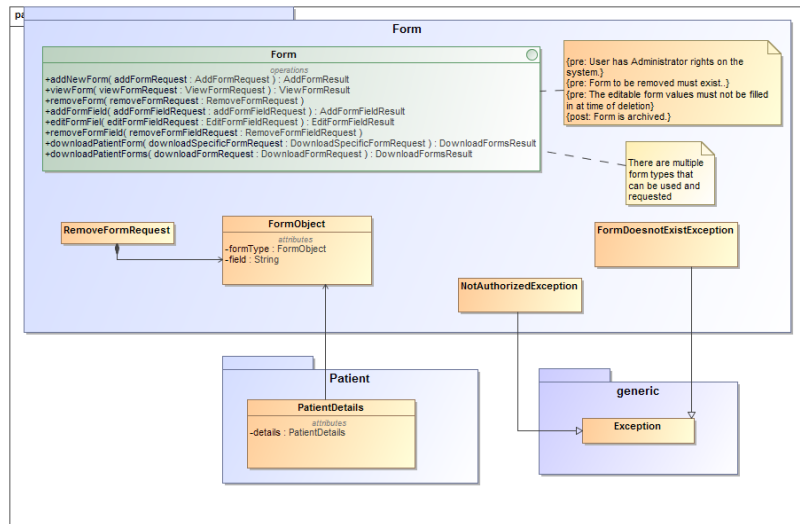 pa
Form
Form
operations
+addNewForm( addFormRequest : AddFormRequest ) : AddFormResult
+viewForm( viewFormRequest : ViewFormRequest ) : ViewFormResult
+removeForm( removeFormRequest : RemoveFormRequest )
+addFormField( addFormFieldRequest : addFormFieldRequest ) : AddFormFieldResult
+editFormFiel( editFormFieldRequest : EditFormFieldRequest ) : EditFormFieldResult
+removeFormField( removeFormFieldRequest : RemoveFormFieldRequest )
+downloadPatientForm( downloadSpecificFormRequest : DownloadSpecificFormRequest ) : DownloadFormsResult
+downloadPatientForms( downloadFormRequest : DownloadFormRequest ) : DownloadFormsResult
{pre: User has Administrator rights on the
system.}
{pre: Form to be removed must exist..}
{pre: The editable form values must not be filled
in at time of deletion}
{post: Form is archived.}
There are multiple
form types that
can be used and
requested
RemoveFormRequest
FormObject
attributes
-formType : FormObject
-field : String
FormDoesnotExistException
NotAuthorizedException
Patient
PatientDetails
attributes
-details : PatientDetails
generic
Exception